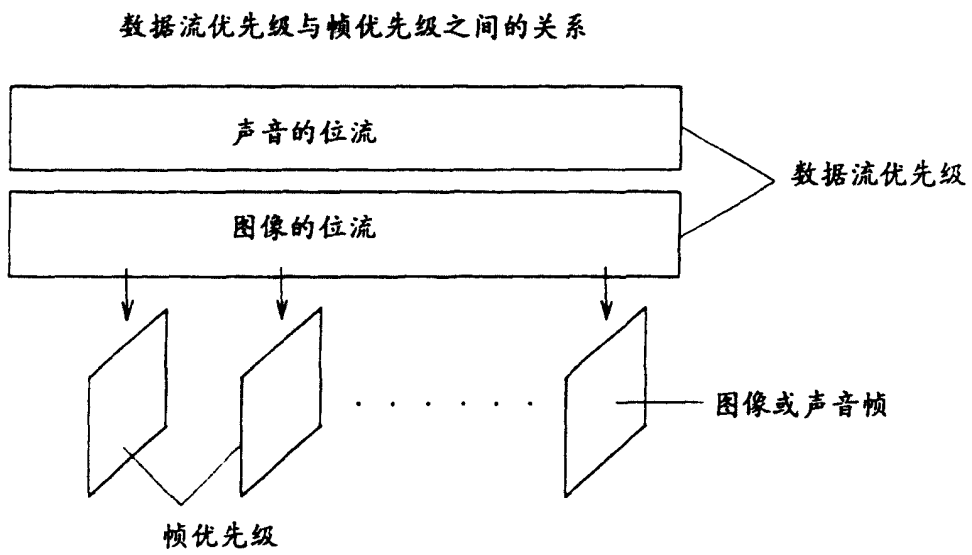 数据流优先级与帧优先级之间的关系
声音的位流
数据流优先级
图像的位流
图像或声音帧
帧优先级